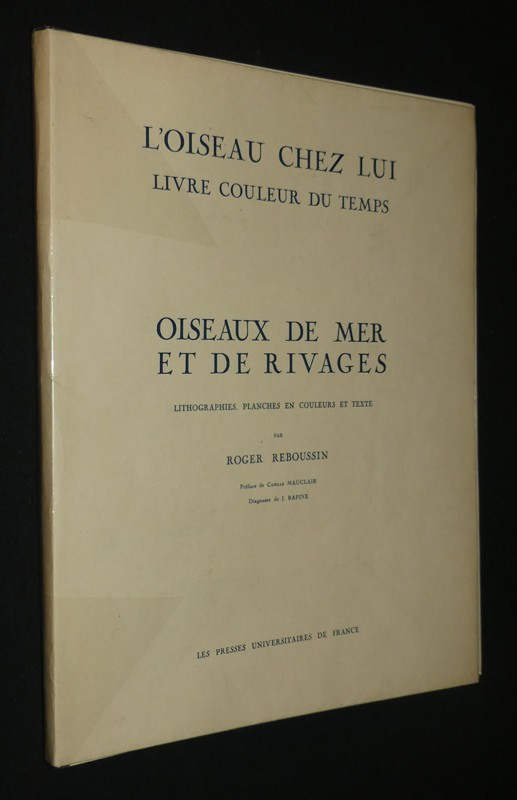 L'OISEAU CHEZ LUI
LIVRE COULEUR DU TEMPS
OISEAUX DE MER
ET DE RIVAGES
LITHOGRAPHIES, PLANCHES EN COULEURS ET TEXTE
PAR
ROGER REBOUSSIN
Préface de Camille MAUCLAIR
Diagnoses de J. RAPINE
LES PRESSES UNIVERSITAIRES DE FRANCE